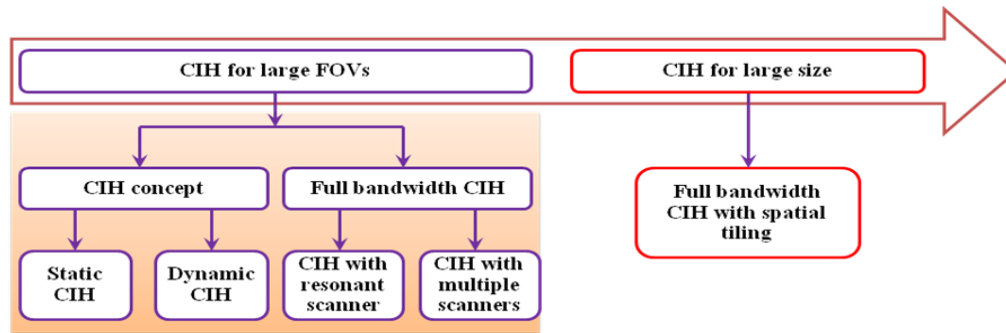 CIH for large FOVs
CIH for large size
CIH concept
Full bandwidth CIH
Full bandwidth
CIH with spatial
tiling
Static
CIH
Dynamic
CIH
CIH with
resonant
scanner
CIH with
multiple
scanners